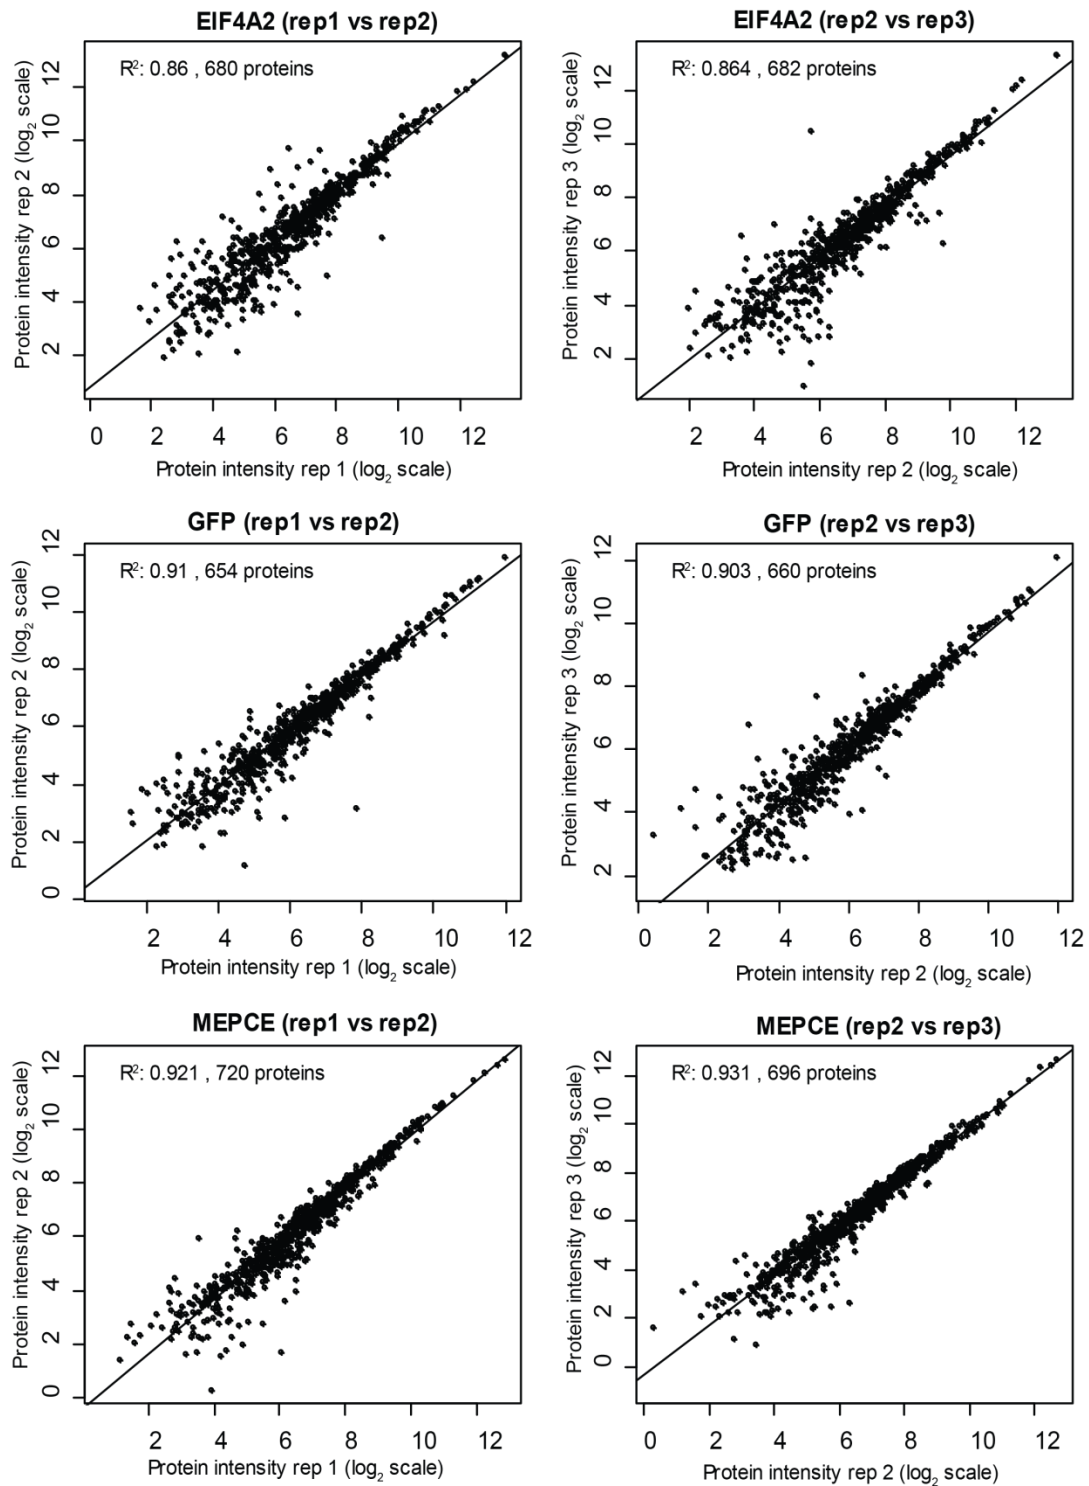 EIF4A2 (rep1 vs rep2)
R²: 0.86 , 680 proteins
Protein intensity rep 2 (log₂ scale)
2 4 6 8 10 12
0 2 4 6 8 10 12
Protein intensity rep 1 (log₂ scale)
EIF4A2 (rep2 vs rep3)
R²: 0.864 , 682 proteins
Protein intensity rep 3 (log₂ scale)
2 4 6 8 10 12
2 4 6 8 10 12
Protein intensity rep 2 (log₂ scale)
GFP (rep1 vs rep2)
R²: 0.91 , 654 proteins
Protein intensity rep 2 (log₂ scale)
0 2 4 6 8 10 12
2 4 6 8 10 12
Protein intensity rep 1 (log₂ scale)
GFP (rep2 vs rep3)
R²: 0.903 , 660 proteins
Protein intensity rep 3 (log₂ scale)
2 4 6 8 10 12
0 2 4 6 8 10 12
Protein intensity rep 2 (log₂ scale)
MEPCE (rep1 vs rep2)
R²: 0.921 , 720 proteins
Protein intensity rep 2 (log₂ scale)
0 2 4 6 8 10 12
2 4 6 8 10 12
Protein intensity rep 1 (log₂ scale)
MEPCE (rep2 vs rep3)
R²: 0.931 , 696 proteins
Protein intensity rep 3 (log₂ scale)
0 2 4 6 8 10 12
0 2 4 6 8 10 12
Protein intensity rep 2 (log₂ scale)